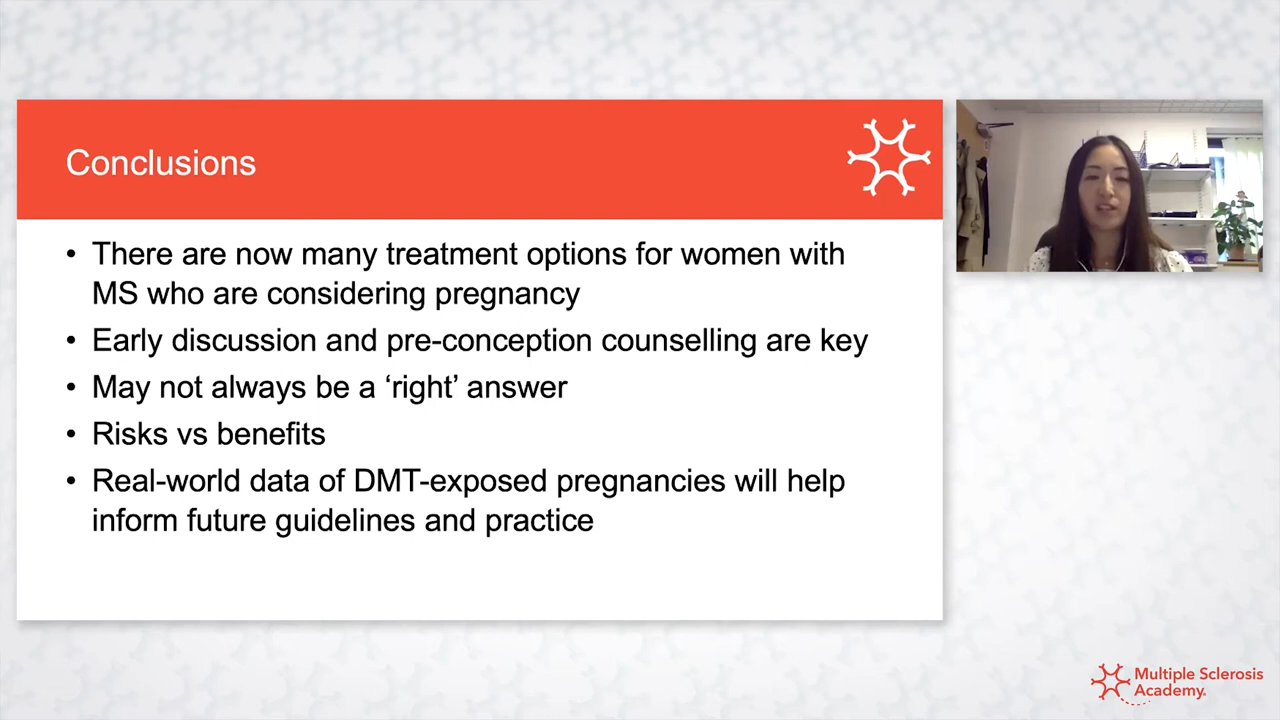 Conclusions
• There are now many treatment options for women with
MS who are considering pregnancy
• Early discussion and pre-conception counselling are key
• May not always be a ‘right’ answer
• Risks vs benefits
• Real-world data of DMT-exposed pregnancies will help
inform future guidelines and practice
Multiple Sclerosis
Academy.